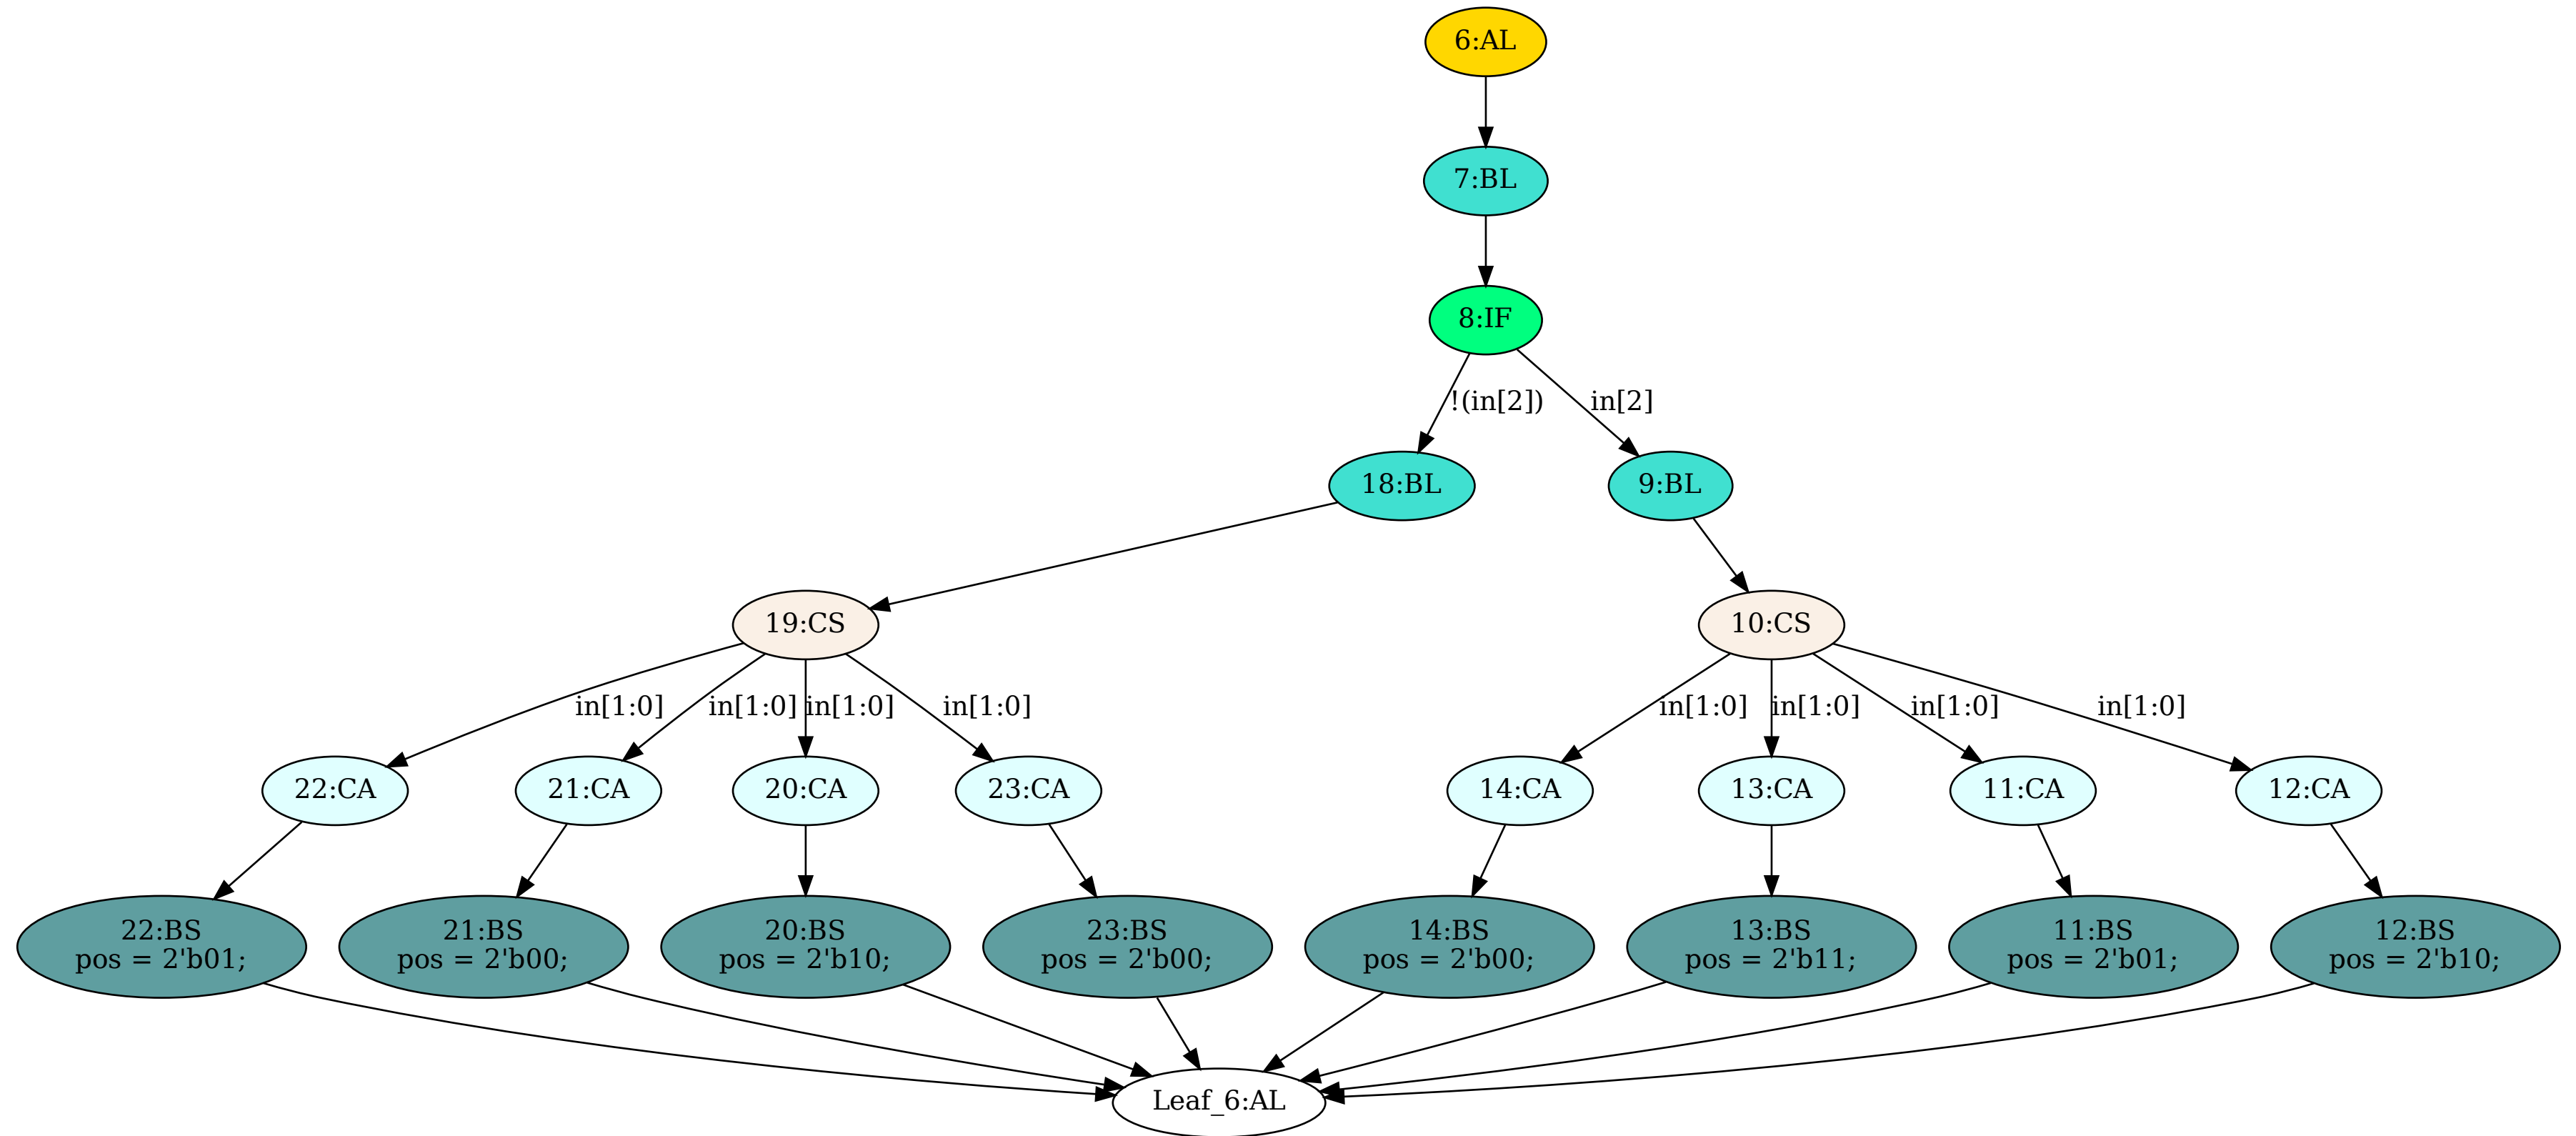 6:AL
7:BL
8:IF
!(in[2])
in[2]
18:BL
9:BL
19:CS
10:CS
in[1:0]
in[1:0]
in[1:0]
in[1:0]
in[1:0]
in[1:0]
in[1:0]
in[1:0]
22:CA
21:CA
20:CA
23:CA
14:CA
13:CA
11:CA
12:CA
22:BS
pos = 2'b01;
21:BS
pos = 2'b00;
20:BS
pos = 2'b10;
23:BS
pos = 2'b00;
14:BS
pos = 2'b00;
13:BS
pos = 2'b11;
11:BS
pos = 2'b01;
12:BS
pos = 2'b10;
Leaf_6:AL